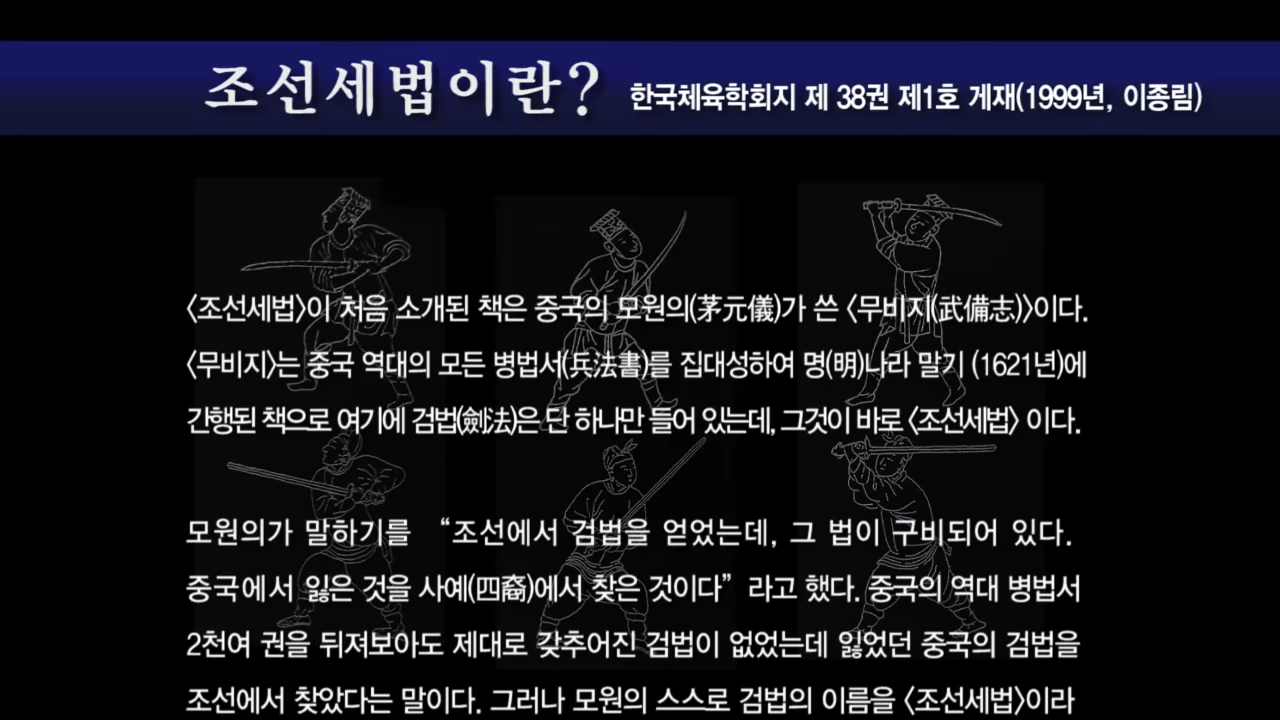 조선세법이란? 한국체육학회지 제 38권 제1호 게재(1999년, 이종림)
〈조선세법〉이 처음 소개된 책은 중국의 모원의(茅元儀)가 쓴 〈무비지(武備志)〉이다.
〈무비지〉는 중국 역대의 모든 병법서(兵法書)를 집대성하여 명(明)나라 말기 (1621년)에
간행된 책으로 여기에 검법(劍法)은 단 하나만 들어 있는데, 그것이 바로 〈조선세법〉 이다.
모원의가 말하기를 “조선에서 검법을 얻었는데, 그 법이 구비되어 있다.
중국에서 잃은 것을 사예(四裔)에서 찾은 것이다” 라고 했다. 중국의 역대 병법서
2천여 권을 뒤져보아도 제대로 갖추어진 검법이 없었는데 잃었던 중국의 검법을
조선에서 찾았다는 말이다. 그러나 모원의 스스로 검법의 이름을 〈조선세법〉이라